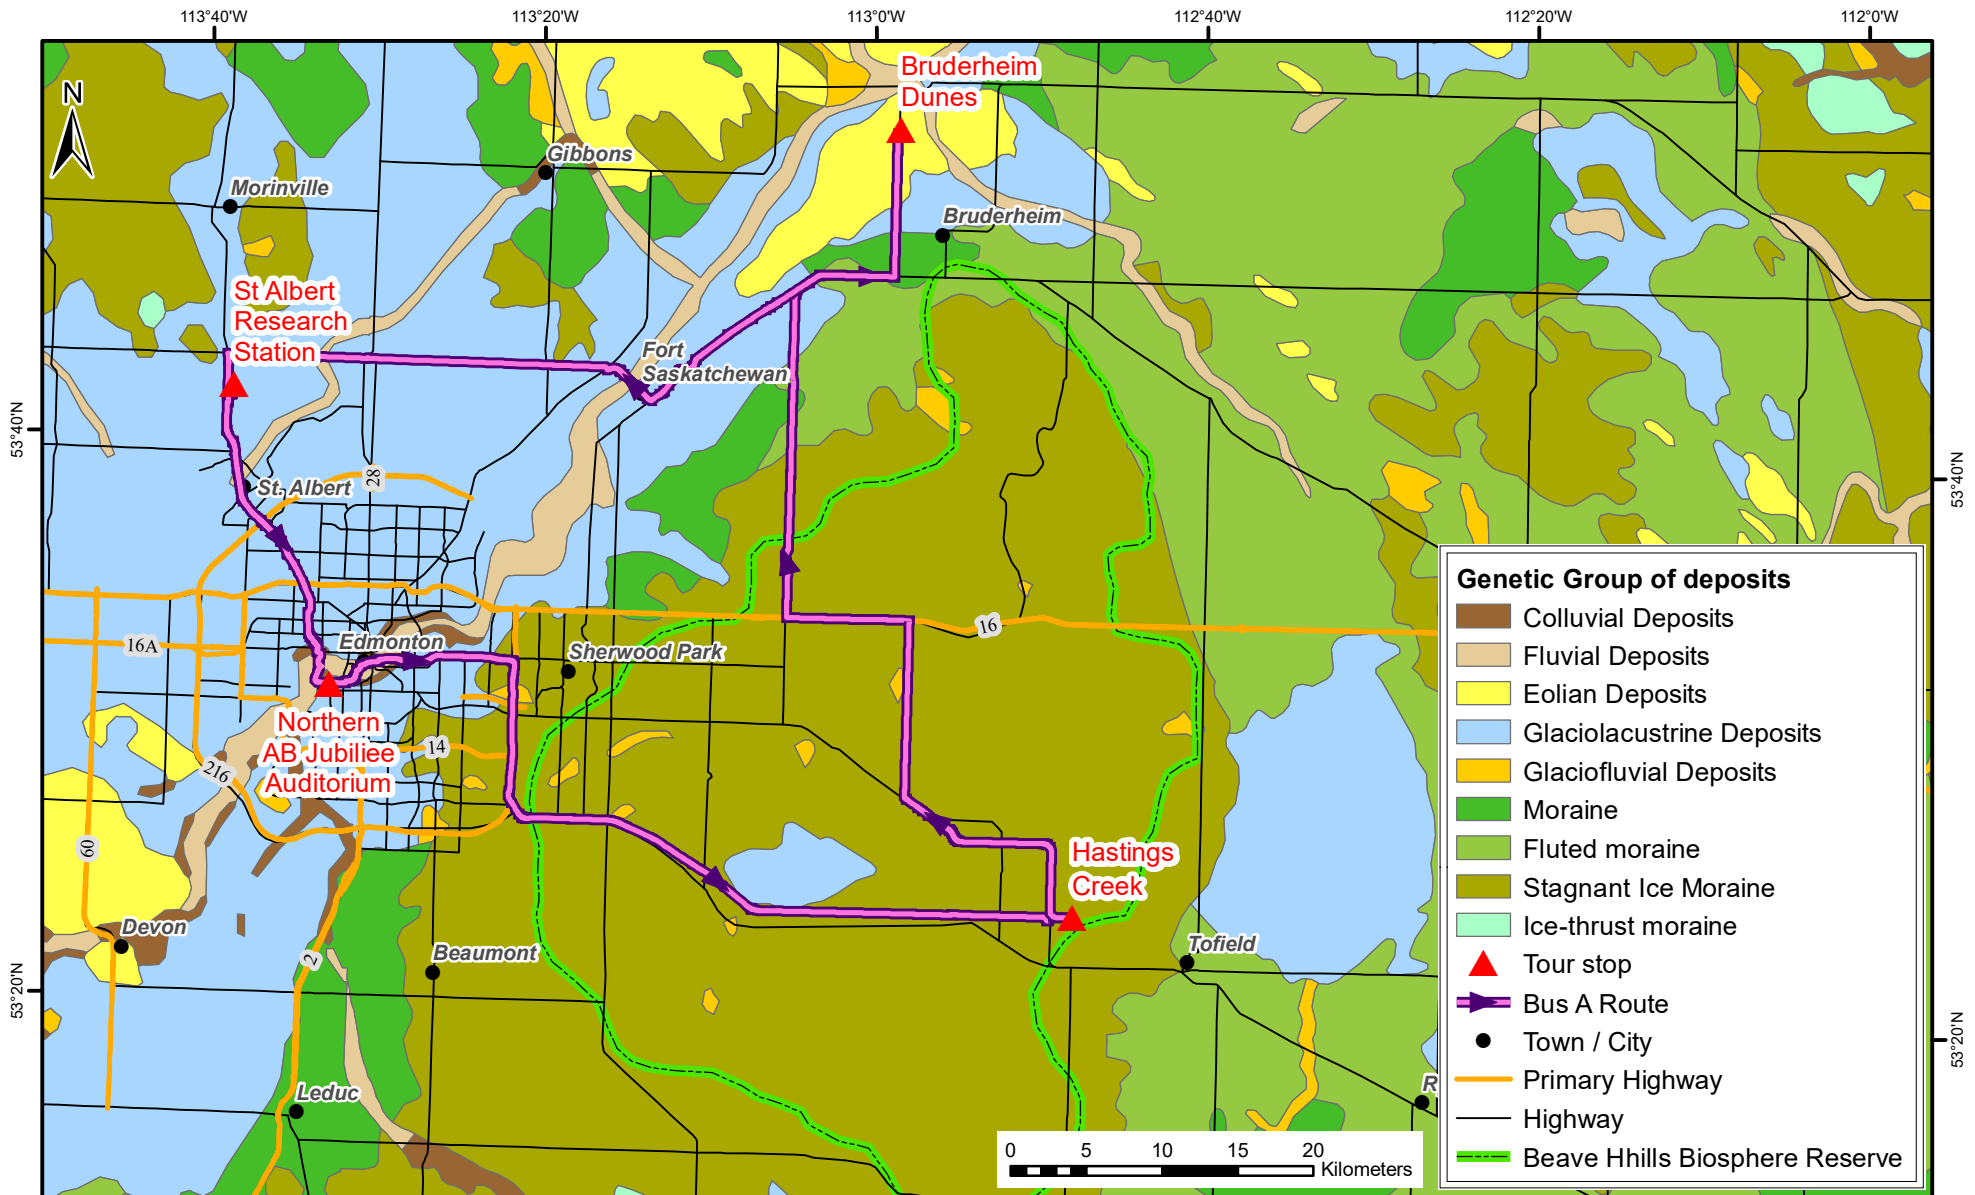 113°40'W
113°20'W
113°0'W
112°40'W
112°20'W
112°0'W
N
Bruderheim
Dunes
Gibbons
Morinville
Bruderheim
St Albert
Research
Station
Fort
Saskatchewan
53°40'N
53°40'N
28
St. Albert
16A
Edmonton
Sherwood Park
16
Northern
AB Jubiliee
Auditorium
14
216
60
Hastings
Creek
Devon
2
Beaumont
Tofield
53°20'N
53°20'N
Leduc
R
Genetic Group of deposits
Colluvial Deposits
Fluvial Deposits
Eolian Deposits
Glaciolacustrine Deposits
Glaciofluvial Deposits
Moraine
Fluted moraine
Stagnant Ice Moraine
Ice-thrust moraine
Tour stop
Bus A Route
Town / City
Primary Highway
Highway
Beave Hhills Biosphere Reserve
0 5 10 15 20
Kilometers